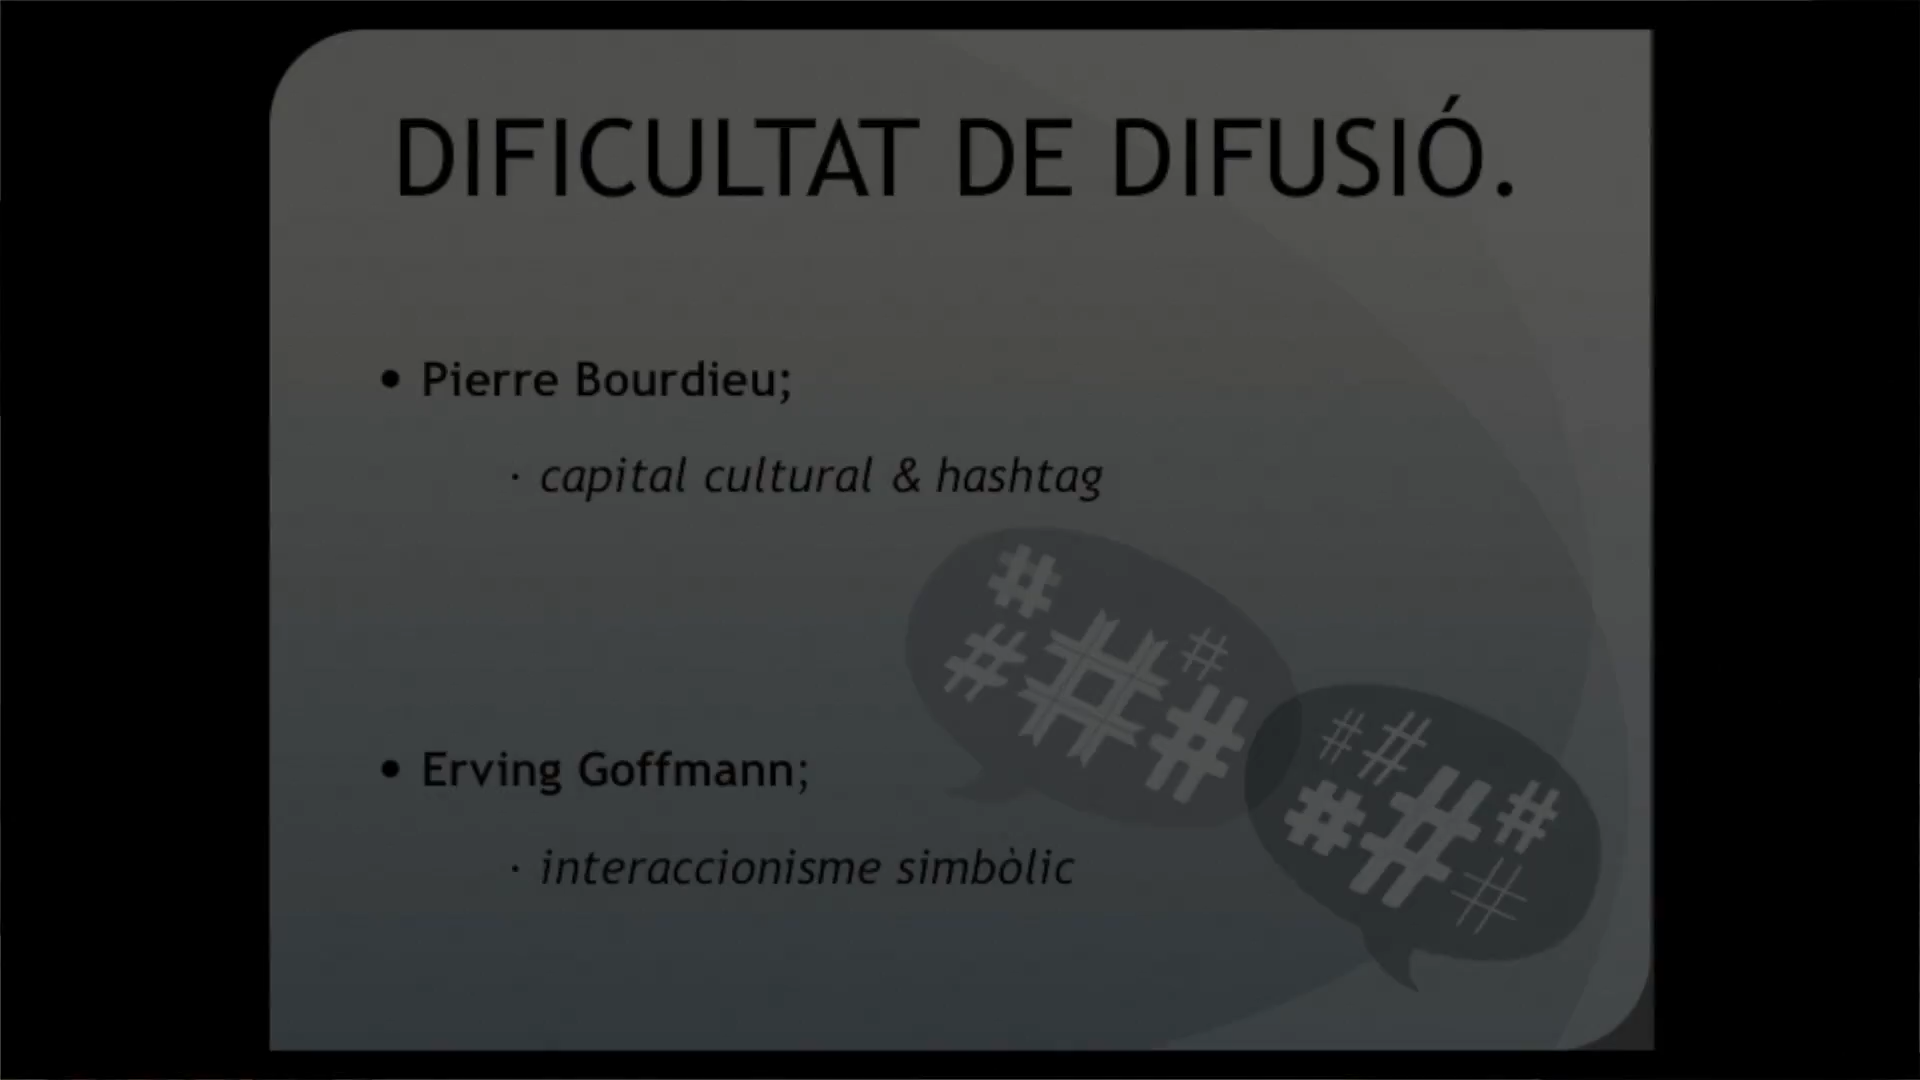 DIFICULTAT DE DIFUSIÓ.
• Pierre Bourdieu;
· capital cultural & hashtag
• Erving Goffmann;
· interaccionisme simbòlic